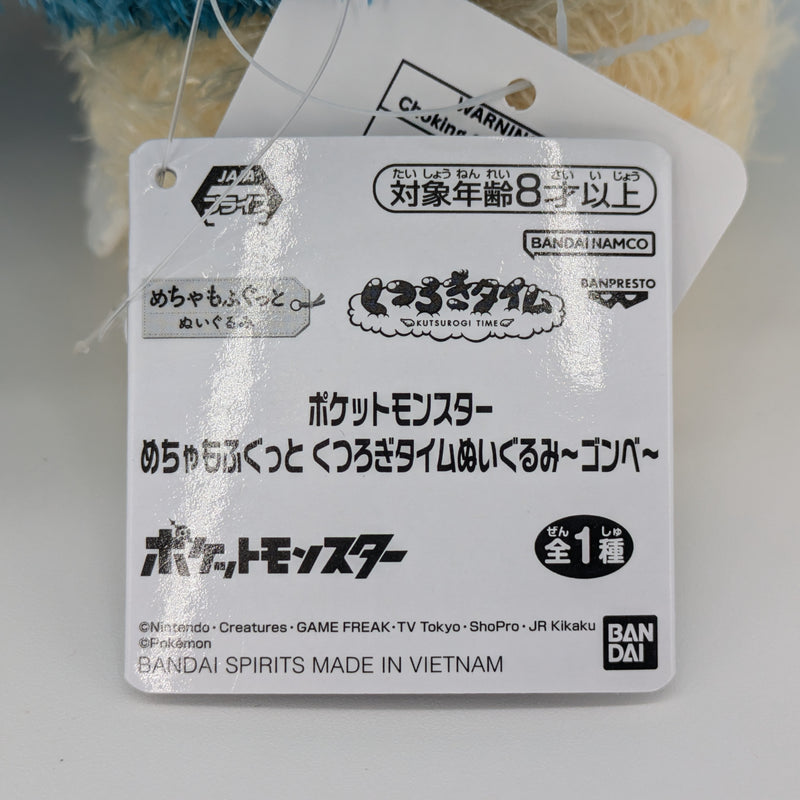 WARNING
Choking
JAIA
プライズ
たいしょうねんれい さいいじょう
対象年齢8才以上
BANDAI NAMCO
BANPRESTO
めちゃもふぐっと
ぬいぐるみ
くつろぎタイム
KUTSUROGI TIME
ポケットモンスター
めちゃもふぐっと くつろぎタイムぬいぐるみ～ゴンベ～
ポケットモンスター
ぜん しゅ
全1種
©Nintendo・Creatures・GAME FREAK・TV Tokyo・ShoPro・JR Kikaku
©Pokémon
BANDAI SPIRITS MADE IN VIETNAM
BAN
DAI